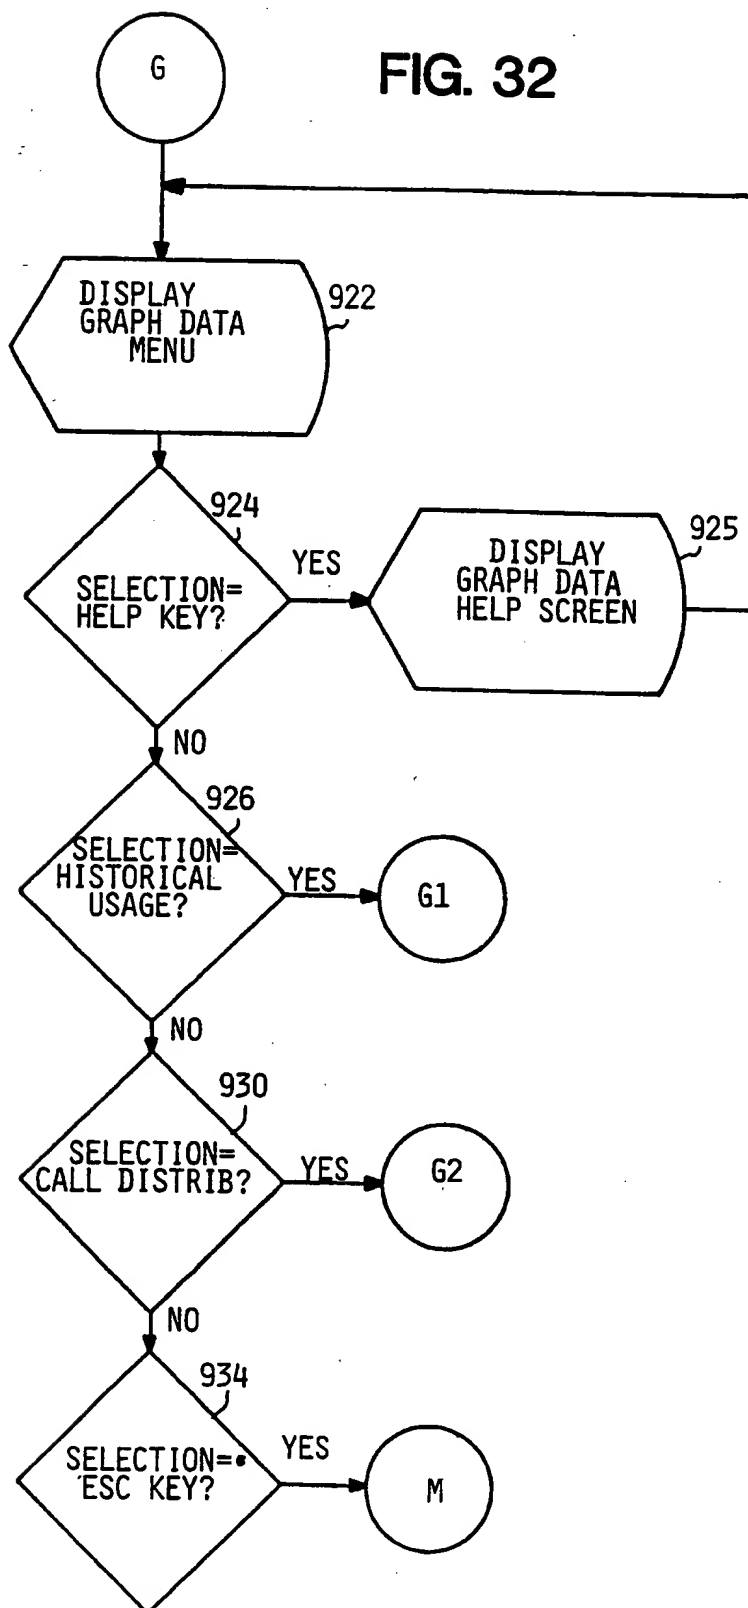 G
FIG. 32
DISPLAY
GRAPH DATA
MENU
922
924
SELECTION=
HELP KEY?
YES
DISPLAY
GRAPH DATA
HELP SCREEN
925
NO
926
SELECTION=
HISTORICAL
USAGE?
YES
G1
NO
930
SELECTION=
CALL DISTRIB?
YES
G2
NO
934
SELECTION=
ESC KEY?
YES
M